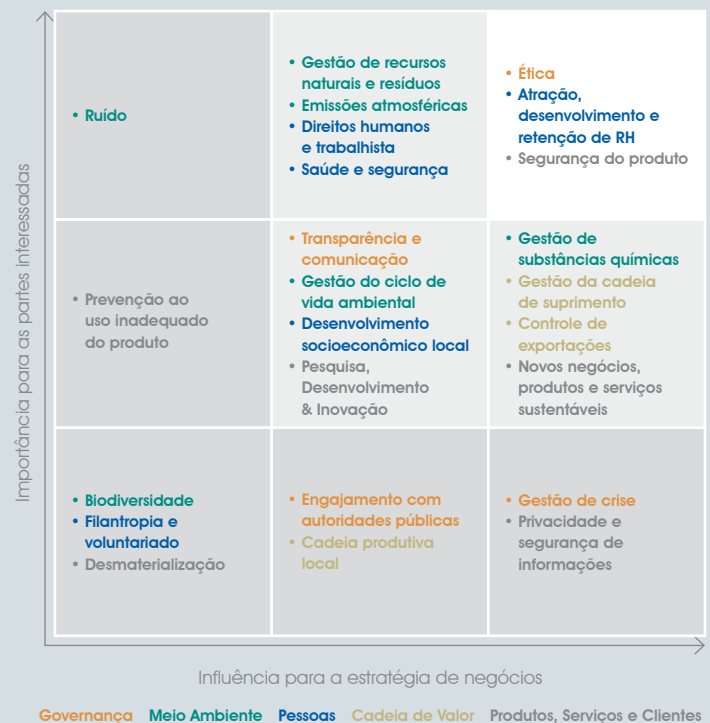 Importância para as partes interessadas
• Ruído
• Gestão de recursos
naturais e resíduos
• Emissões atmosféricas
• Direitos humanos
e trabalhista
• Saúde e segurança
• Ética
• Atração,
desenvolvimento e
retenção de RH
• Segurança do produto
• Prevenção ao
uso inadequado
do produto
• Transparência e
comunicação
• Gestão do ciclo de
vida ambiental
• Desenvolvimento
socioeconômico local
• Pesquisa,
Desenvolvimento
& Inovação
• Gestão de
substâncias químicas
• Gestão da cadeia
de suprimento
• Controle de
exportações
• Novos negócios,
produtos e serviços
sustentáveis
• Biodiversidade
• Filantropia e
voluntariado
• Desmaterialização
• Engajamento com
autoridades públicas
• Cadeia produtiva
local
• Gestão de crise
• Privacidade e
segurança de
informações
Influência para a estratégia de negócios
Governança Meio Ambiente Pessoas Cadeia de Valor Produtos, Serviços e Clientes